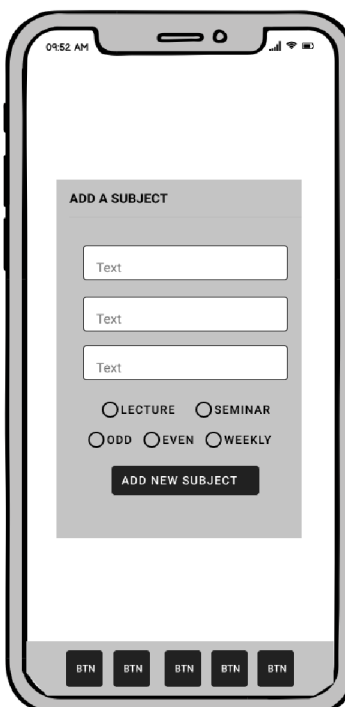 09:52 AM
ADD A SUBJECT
Text
Text
Text
LECTURE SEMINAR
ODD EVEN WEEKLY
ADD NEW SUBJECT
BTN BTN BTN BTN BTN